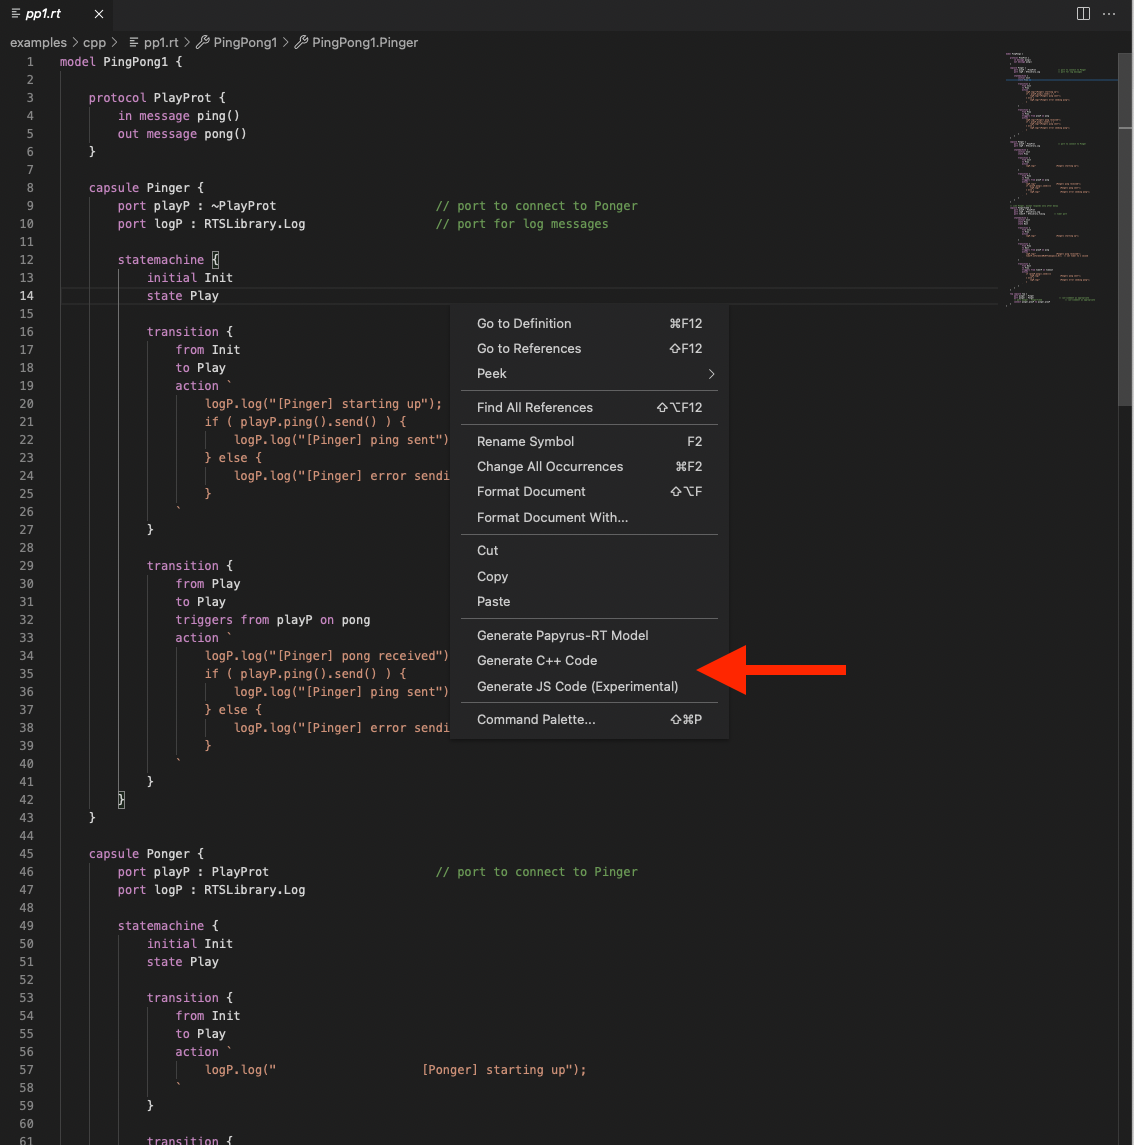 pp1.rt
examples > cpp > pp1.rt > PingPong1 > PingPong1.Pinger
1 model PingPong1 {
2
3 protocol PlayProt {
4 in message ping()
5 out message pong()
6 }
7
8 capsule Pinger {
9 port playP : ~PlayProt // port to connect to Ponger
10 port logP : RTSLibrary.Log // port for log messages
11
12 statemachine {
13 initial Init
14 state Play
15
16 transition {
17 from Init
18 to Play
19 action `
20 logP.log("[Pinger] starting up");
21 if ( playP.ping().send() ) {
22 logP.log("[Pinger] ping sent")
23 } else {
24 logP.log("[Pinger] error sendi
25 }
26 `
27 }
28
29 transition {
30 from Play
31 to Play
32 triggers from playP on pong
33 action `
34 logP.log("[Pinger] pong received")
35 if ( playP.ping().send() ) {
36 logP.log("[Pinger] ping sent")
37 } else {
38 logP.log("[Pinger] error sendi
39 }
40 `
41 }
42 }
43 }
44
45 capsule Ponger {
46 port playP : PlayProt // port to connect to Pinger
47 port logP : RTSLibrary.Log
48
49 statemachine {
50 initial Init
51 state Play
52
53 transition {
54 from Init
55 to Play
56 action `
57 logP.log(" [Ponger] starting up");
58 `
59 }
60
61 transition {
Go to Definition ⌘F12
Go to References ⇧F12
Peek >
Find All References ⇧⌥F12
Rename Symbol F2
Change All Occurrences ⌘F2
Format Document ⇧⌥F
Format Document With...
Cut
Copy
Paste
Generate Papyrus-RT Model
Generate C++ Code
Generate JS Code (Experimental)
Command Palette... ⇧⌘P